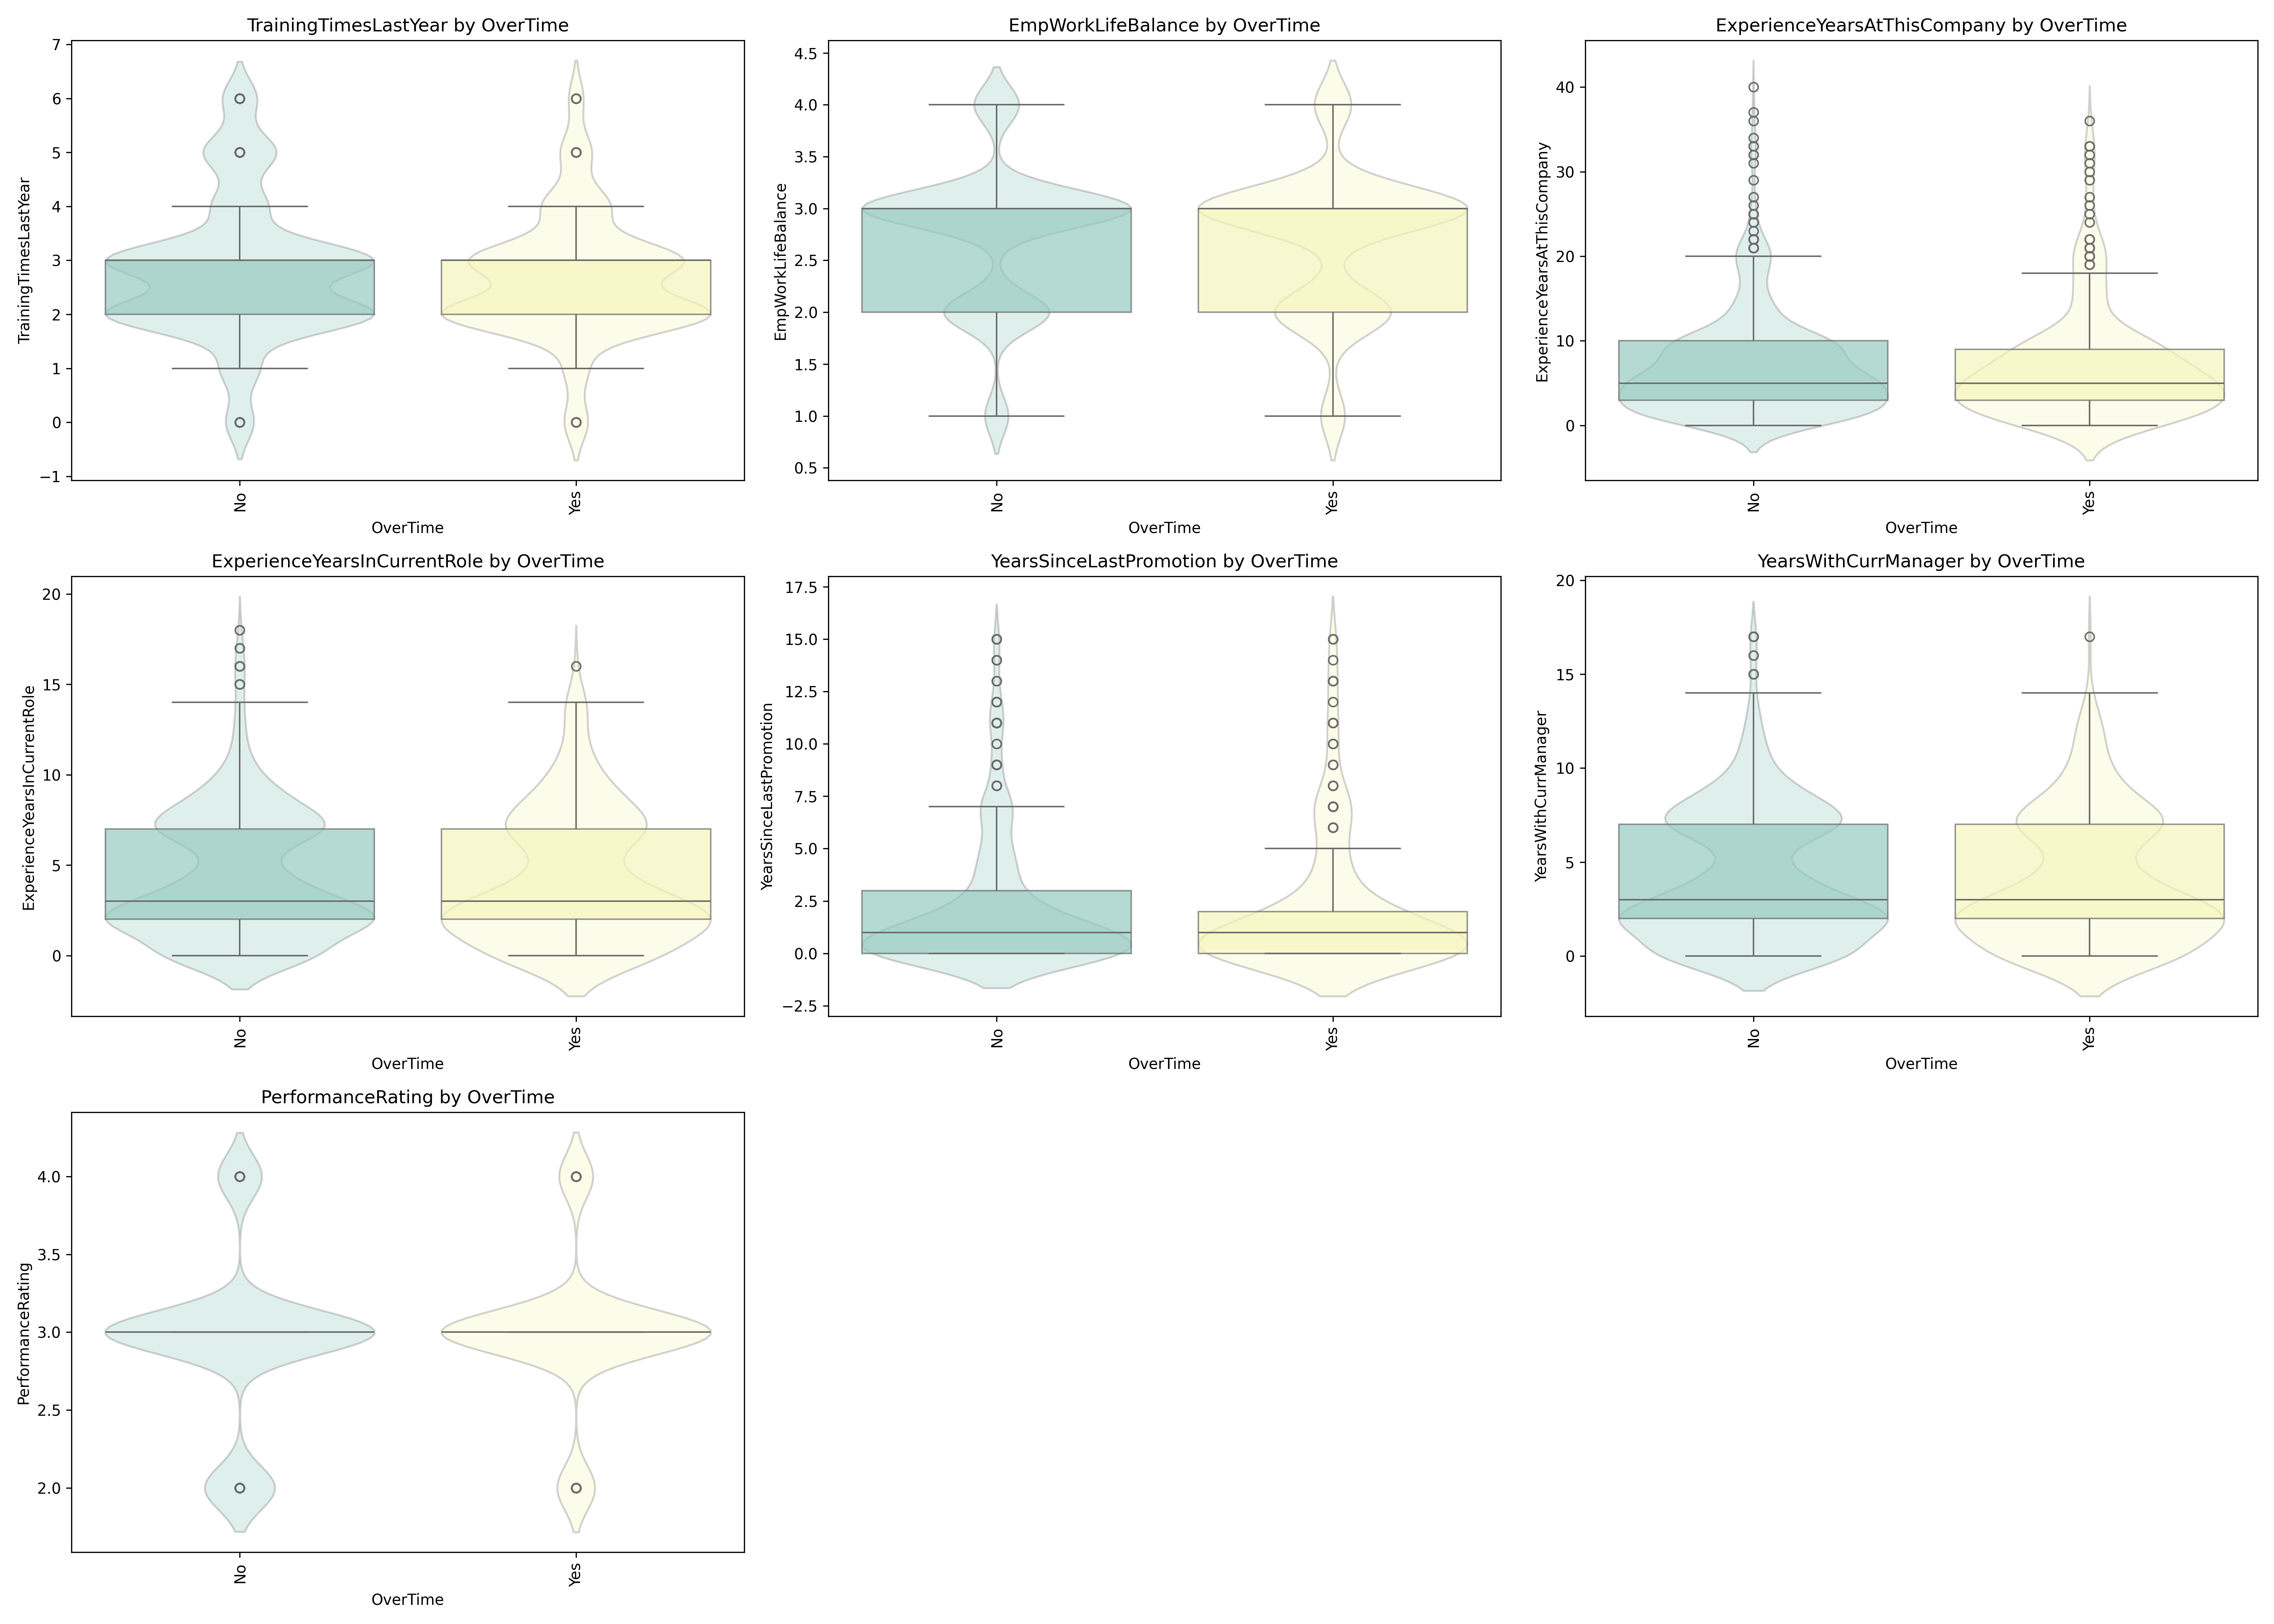 TrainingTimesLastYear by OverTime
TrainingTimesLastYear
7
6
5
4
3
2
1
0
−1
No
Yes
OverTime
EmpWorkLifeBalance by OverTime
EmpWorkLifeBalance
4.5
4.0
3.5
3.0
2.5
2.0
1.5
1.0
0.5
No
Yes
OverTime
ExperienceYearsAtThisCompany by OverTime
ExperienceYearsAtThisCompany
40
30
20
10
0
No
Yes
OverTime
ExperienceYearsInCurrentRole by OverTime
ExperienceYearsInCurrentRole
20
15
10
5
0
No
Yes
OverTime
YearsSinceLastPromotion by OverTime
YearsSinceLastPromotion
17.5
15.0
12.5
10.0
7.5
5.0
2.5
0.0
−2.5
No
Yes
OverTime
YearsWithCurrManager by OverTime
YearsWithCurrManager
20
15
10
5
0
No
Yes
OverTime
PerformanceRating by OverTime
PerformanceRating
4.0
3.5
3.0
2.5
2.0
No
Yes
OverTime